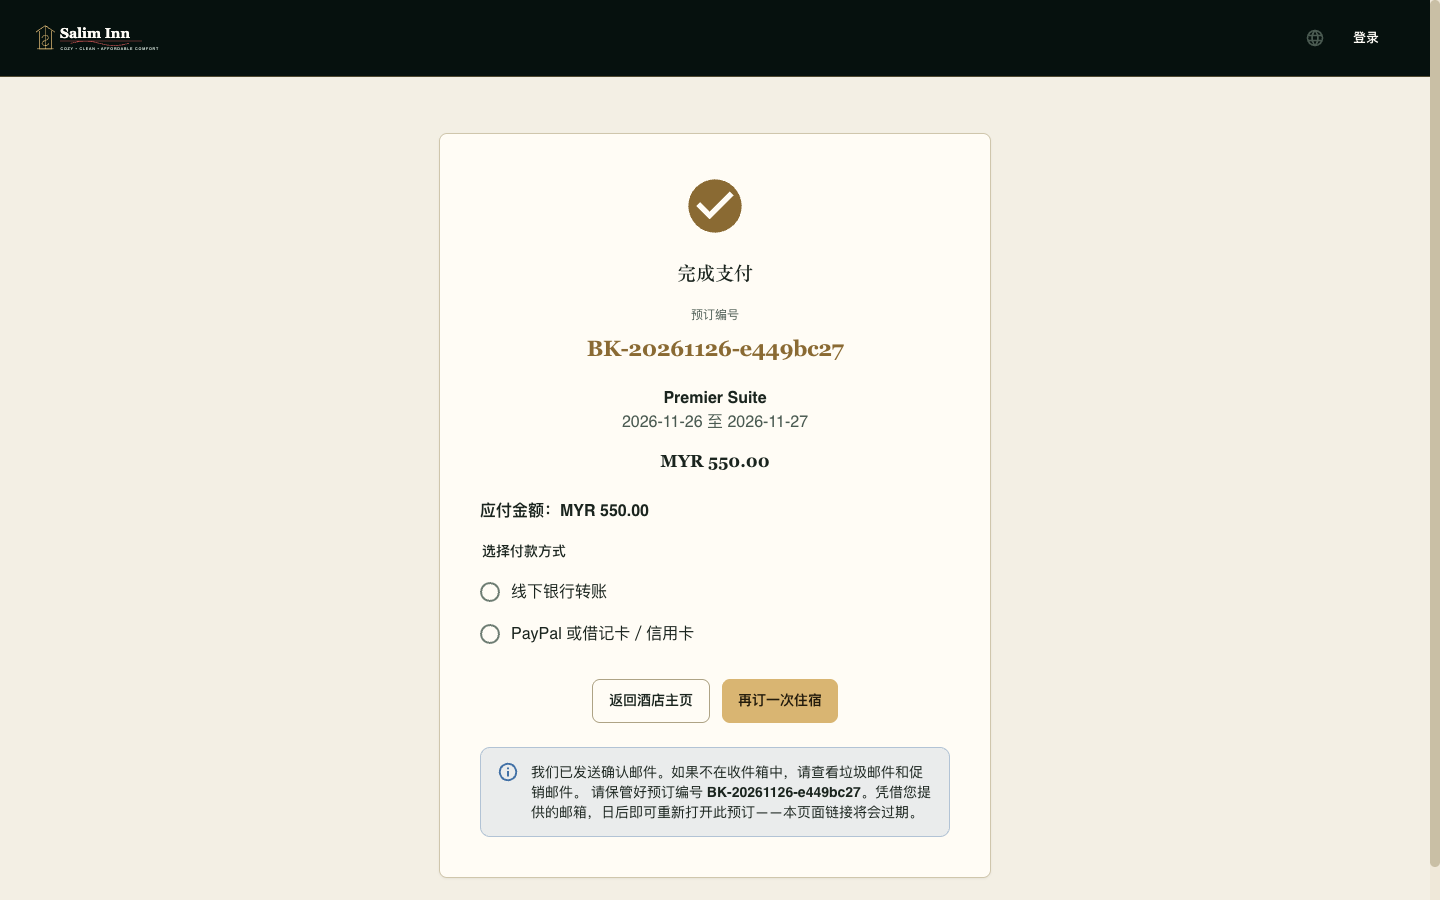 Salim Inn
COZY • CLEAN • AFFORDABLE COMFORT
登录
完成支付
预订编号
BK-20261126-e449bc27
Premier Suite
2026-11-26 至 2026-11-27
MYR 550.00
应付金额：MYR 550.00
选择付款方式
线下银行转账
PayPal 或借记卡 / 信用卡
返回酒店主页
再订一次住宿
我们已发送确认邮件。如果不在收件箱中，请查看垃圾邮件和促
销邮件。 请保管好预订编号 BK-20261126-e449bc27。凭借您提
供的邮箱，日后即可重新打开此预订——本页面链接将会过期。